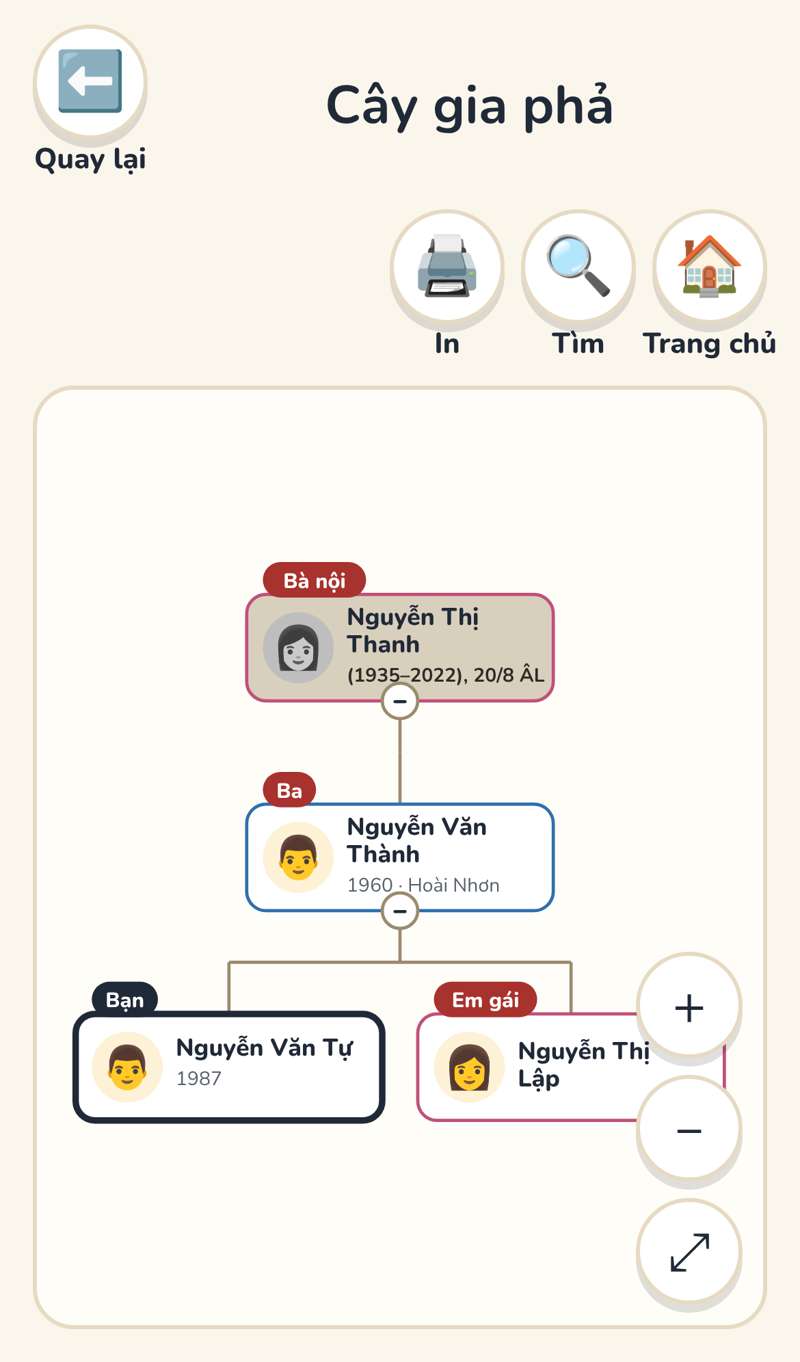 Quay lại
Cây gia phả
In
Tìm
Trang chủ
Bà nội
Nguyễn Thị
Thanh
(1935–2022), 20/8 ÂL
Ba
Nguyễn Văn
Thành
1960 · Hoài Nhơn
Bạn
Nguyễn Văn Tự
1987
Em gái
Nguyễn Thị
Lập